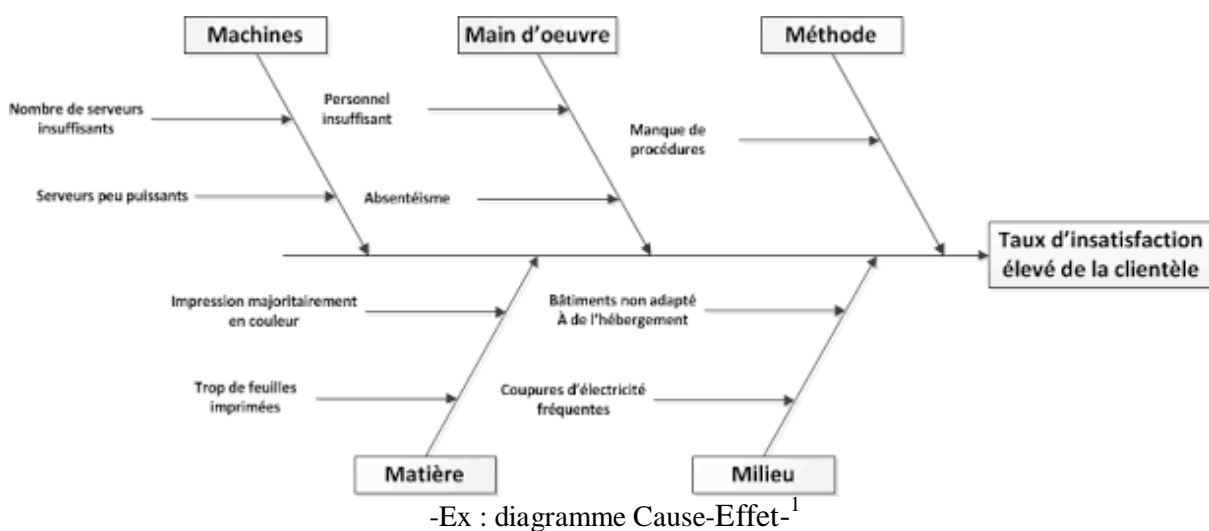 Machines
Main d'oeuvre
Méthode
Nombre de serveurs
insuffisants
Personnel
insuffisant
Manque de
procédures
Serveurs peu puissants
Absentéisme
Taux d'insatisfaction
élevé de la clientèle
Impression majoritairement
en couleur
Bâtiments non adapté
À de l'hébergement
Trop de feuilles
imprimées
Coupures d'électricité
fréquentes
Matière
Milieu
-Ex : diagramme Cause-Effet-1